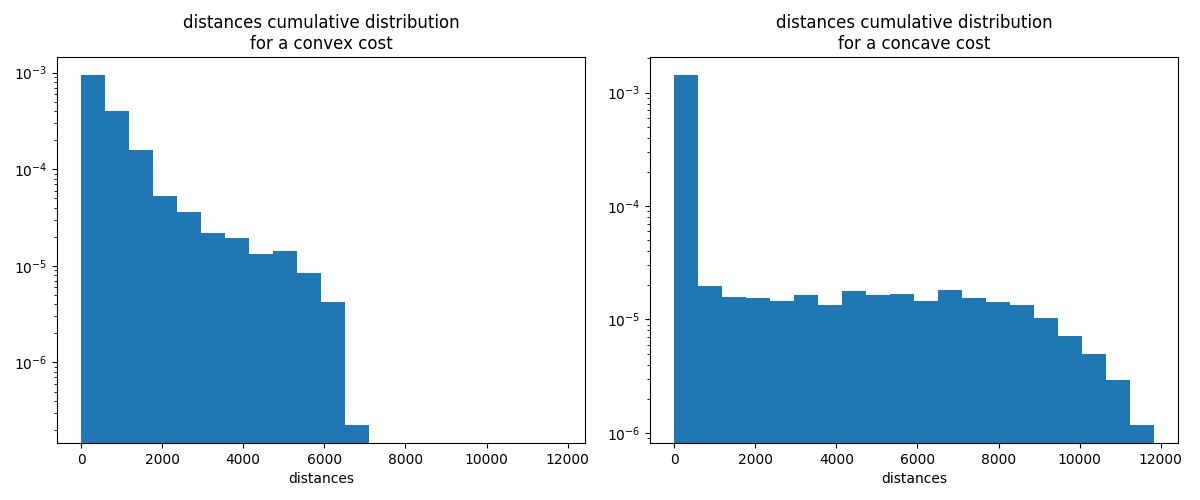 distances cumulative distribution
for a convex cost
10⁻³
10⁻⁴
10⁻⁵
10⁻⁶
0 2000 4000 6000 8000 10000 12000
distances
distances cumulative distribution
for a concave cost
10⁻³
10⁻⁴
10⁻⁵
10⁻⁶
0 2000 4000 6000 8000 10000 12000
distances